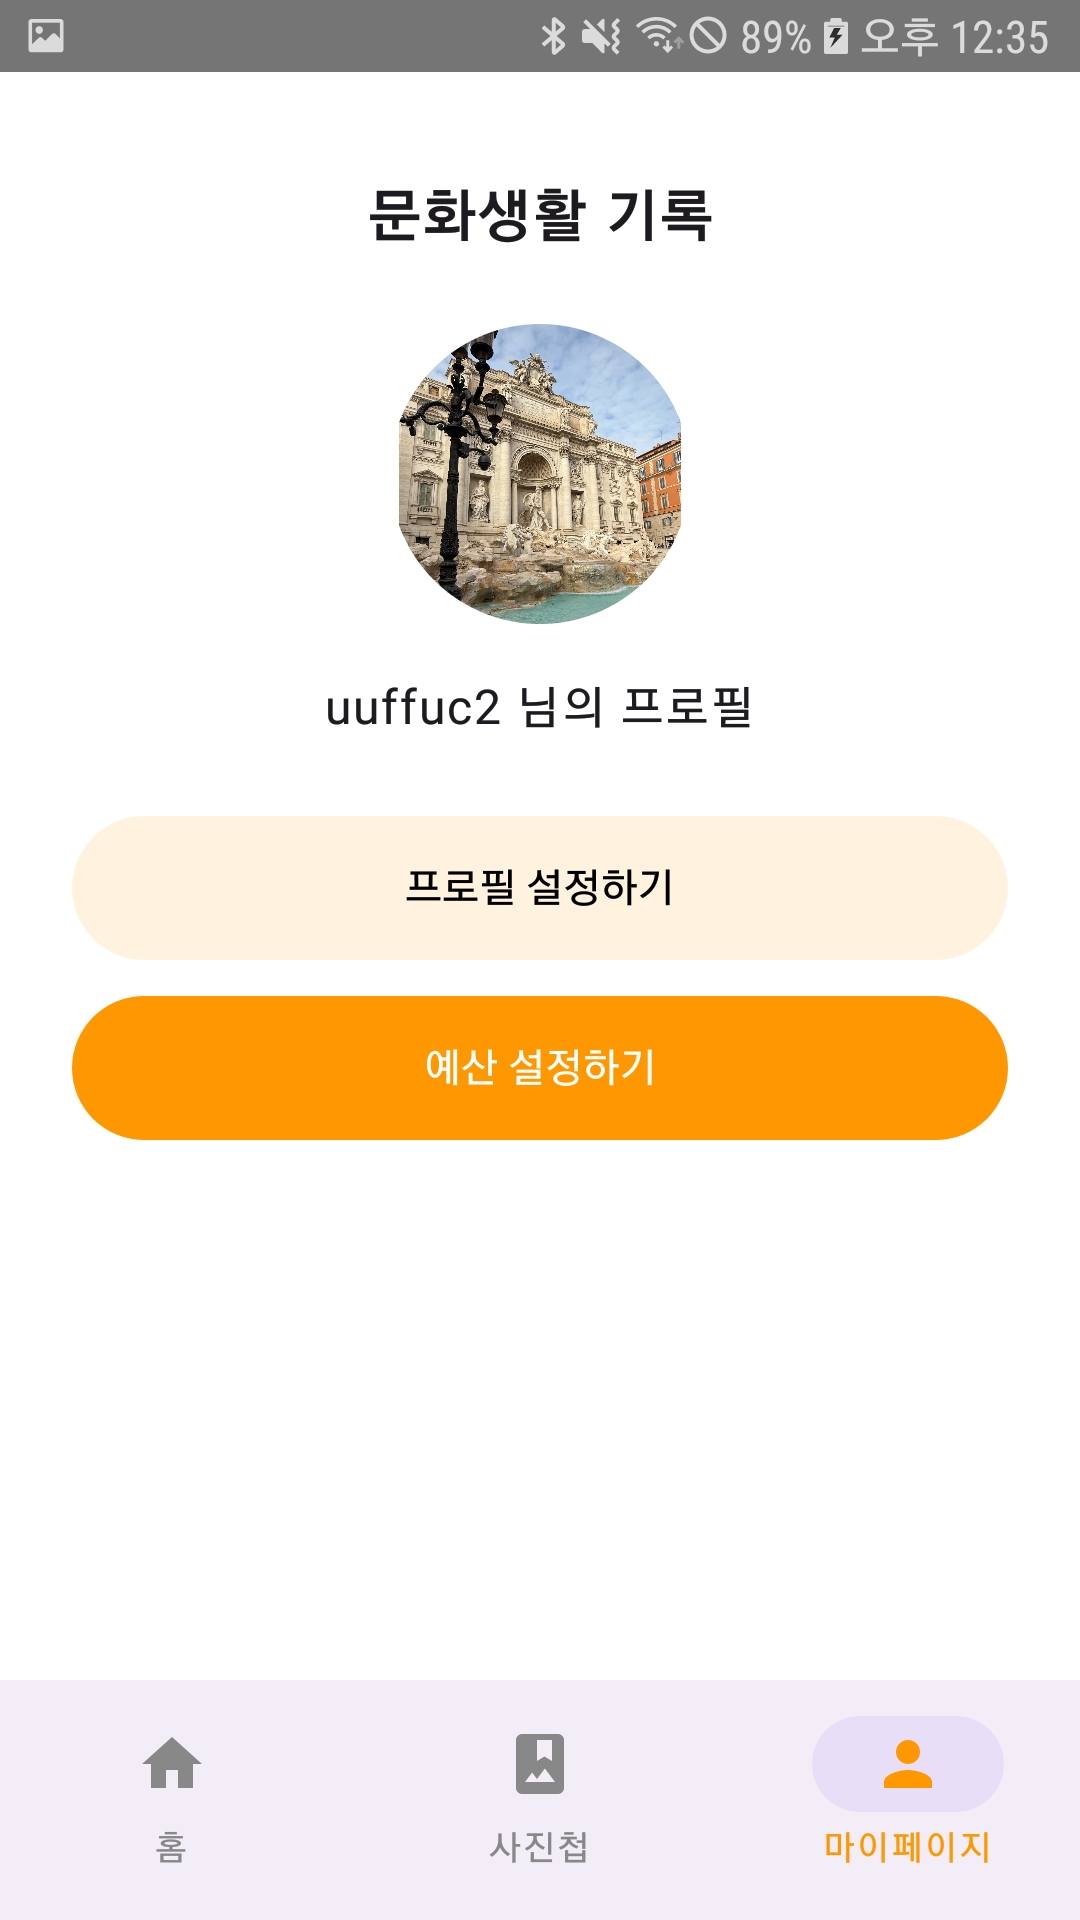 89% 오후 12:35
문화생활 기록
uuffuc2 님의 프로필
프로필 설정하기
예산 설정하기
홈
사진첩
마이페이지